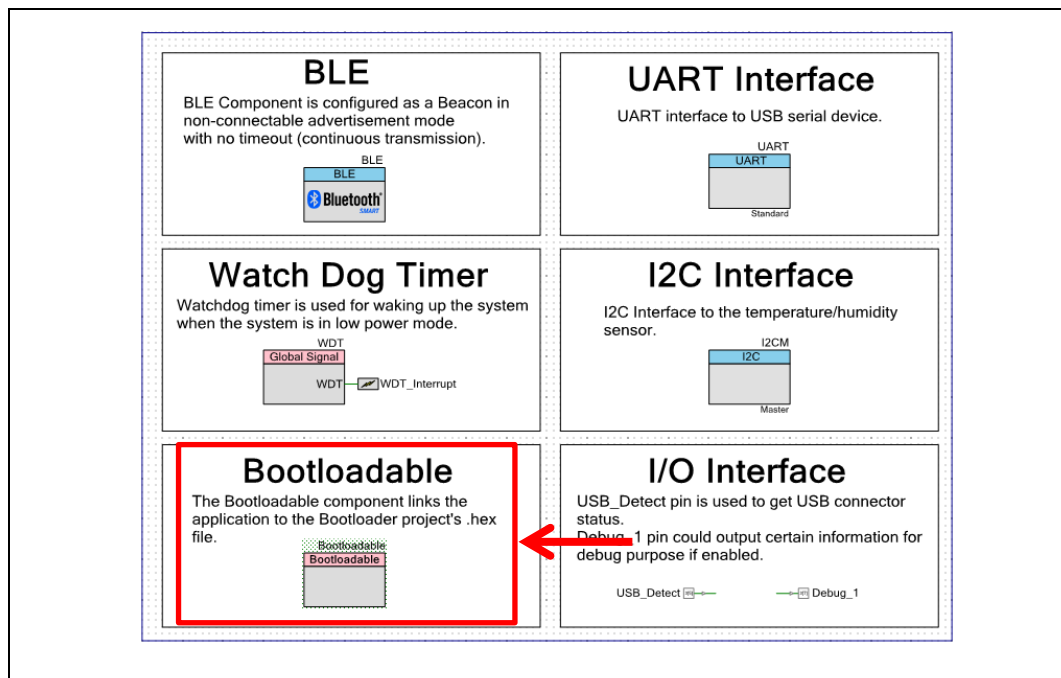 BLE
BLE Component is configured as a Beacon in
non-connectable advertisement mode
with no timeout (continuous transmission).
BLE
BLE
Bluetooth
SMART
UART Interface
UART interface to USB serial device.
UART
UART
Standard
Watch Dog Timer
Watchdog timer is used for waking up the system
when the system is in low power mode.
WDT
Global Signal
WDT
WDT_Interrupt
I2C Interface
I2C Interface to the temperature/humidity
sensor.
I2CM
I2C
Master
Bootloadable
The Bootloadable component links the
application to the Bootloader project's .hex
file.
Bootloadable
Bootloadable
I/O Interface
USB_Detect pin is used to get USB connector
status.
Debug_1 pin could output certain information for
debug purpose if enabled.
USB_Detect
Debug_1